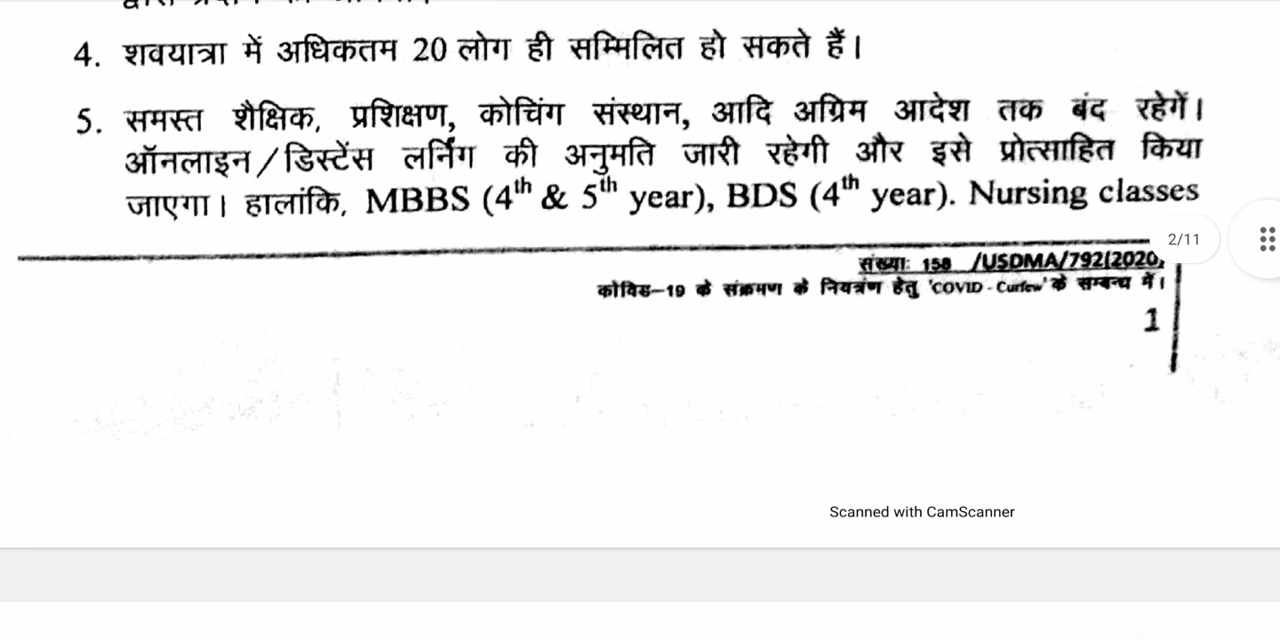 4. शवयात्रा में अधिकतम 20 लोग ही सम्मिलित हो सकते हैं।
5. समस्त शैक्षिक, प्रशिक्षण, कोचिंग संस्थान, आदि अग्रिम आदेश तक बंद रहेगें।
ऑनलाइन/डिस्टेंस लर्निंग की अनुमति जारी रहेगी और इसे प्रोत्साहित किया
जाएगा। हालांकि, MBBS (4th & 5th year), BDS (4th year). Nursing classes
2/11
संख्याः 158 /USDMA/792(2020)
कोविड-19 के संक्रमण के नियत्रंण हेतु 'COVID - Curfew' के सम्बन्ध में।
1
Scanned with CamScanner